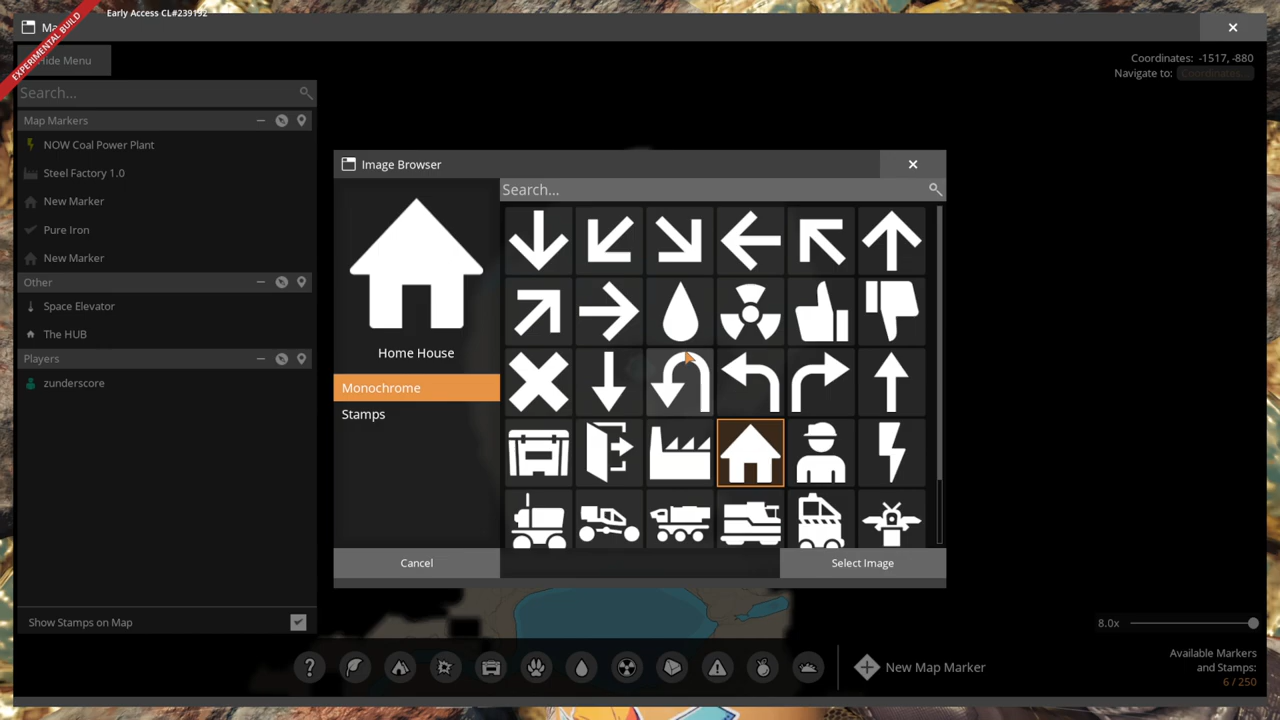 Early Access CL#239192
EXPERIMENTAL BUILD
Ma
Hide Menu
Coordinates: -1517, -880
Navigate to: Coordinates...
Search...
Map Markers
NOW Coal Power Plant
Steel Factory 1.0
New Marker
Pure Iron
New Marker
Other
Space Elevator
The HUB
Players
zunderscore
Show Stamps on Map
Image Browser
Search...
Home House
Monochrome
Stamps
Cancel
Select Image
8.0x
New Map Marker
Available Markers
and Stamps:
6 / 250